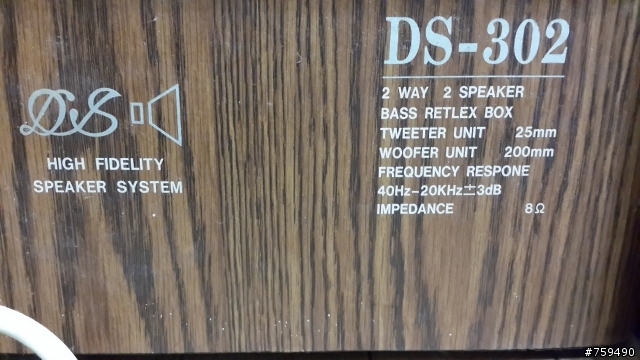 DS
HIGH FIDELITY
SPEAKER SYSTEM
DS-302
2 WAY 2 SPEAKER
BASS RETLEX BOX
TWEETER UNIT 25mm
WOOFER UNIT 200mm
FREQUENCY RESPONE
40Hz-20KHz±3dB
IMPEDANCE 8Ω
#759490